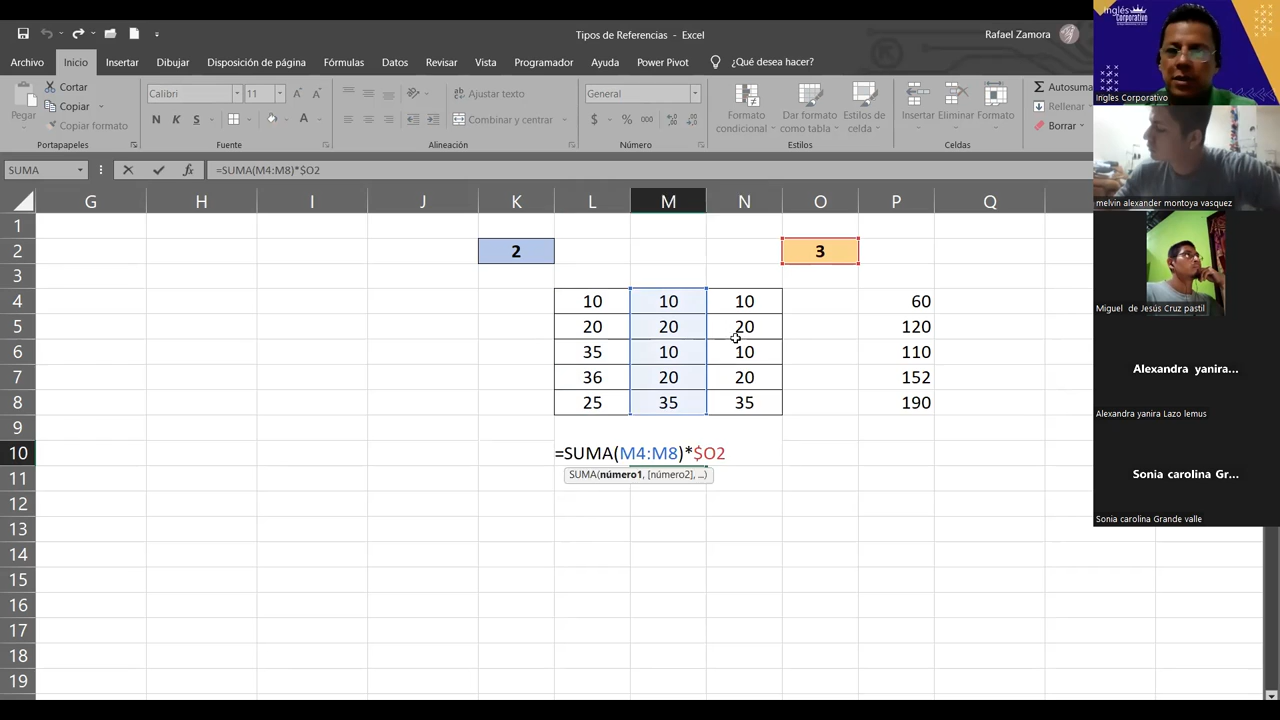 Tipos de Referencias - Excel
Rafael Zamora
Archivo Inicio Insertar Dibujar Disposición de página Fórmulas Datos Revisar Vista Programador Ayuda Power Pivot ¿Qué desea hacer?
Pegar
Cortar
Copiar
Copiar formato
Portapapeles
Calibri 11
N K S
Fuente
Ajustar texto
Combinar y centrar
Alineación
General
$ % 000
Número
Formato condicional
Dar formato como tabla
Estilos de celda
Estilos
Insertar Eliminar Formato
Celdas
Autosuma
Rellenar
Borrar
SUMA
fx
=SUMA(M4:M8)*$O2
G H I J K L M N O P Q
1
2 2 3
3
4 10 10 10 60
5 20 20 20 120
6 35 10 10 110
7 36 20 20 152
8 25 35 35 190
9
10 =SUMA(M4:M8)*$O2
11 SUMA(número1, [número2], ...)
12
13
14
15
16
17
18
19
Inglés
Corporativo
Ingles Corporativo
melvin alexander montoya vasquez
Miguel de Jesús Cruz pastil
Alexandra yanira...
Alexandra yanira Lazo lemus
Sonia carolina Gr...
Sonia carolina Grande valle